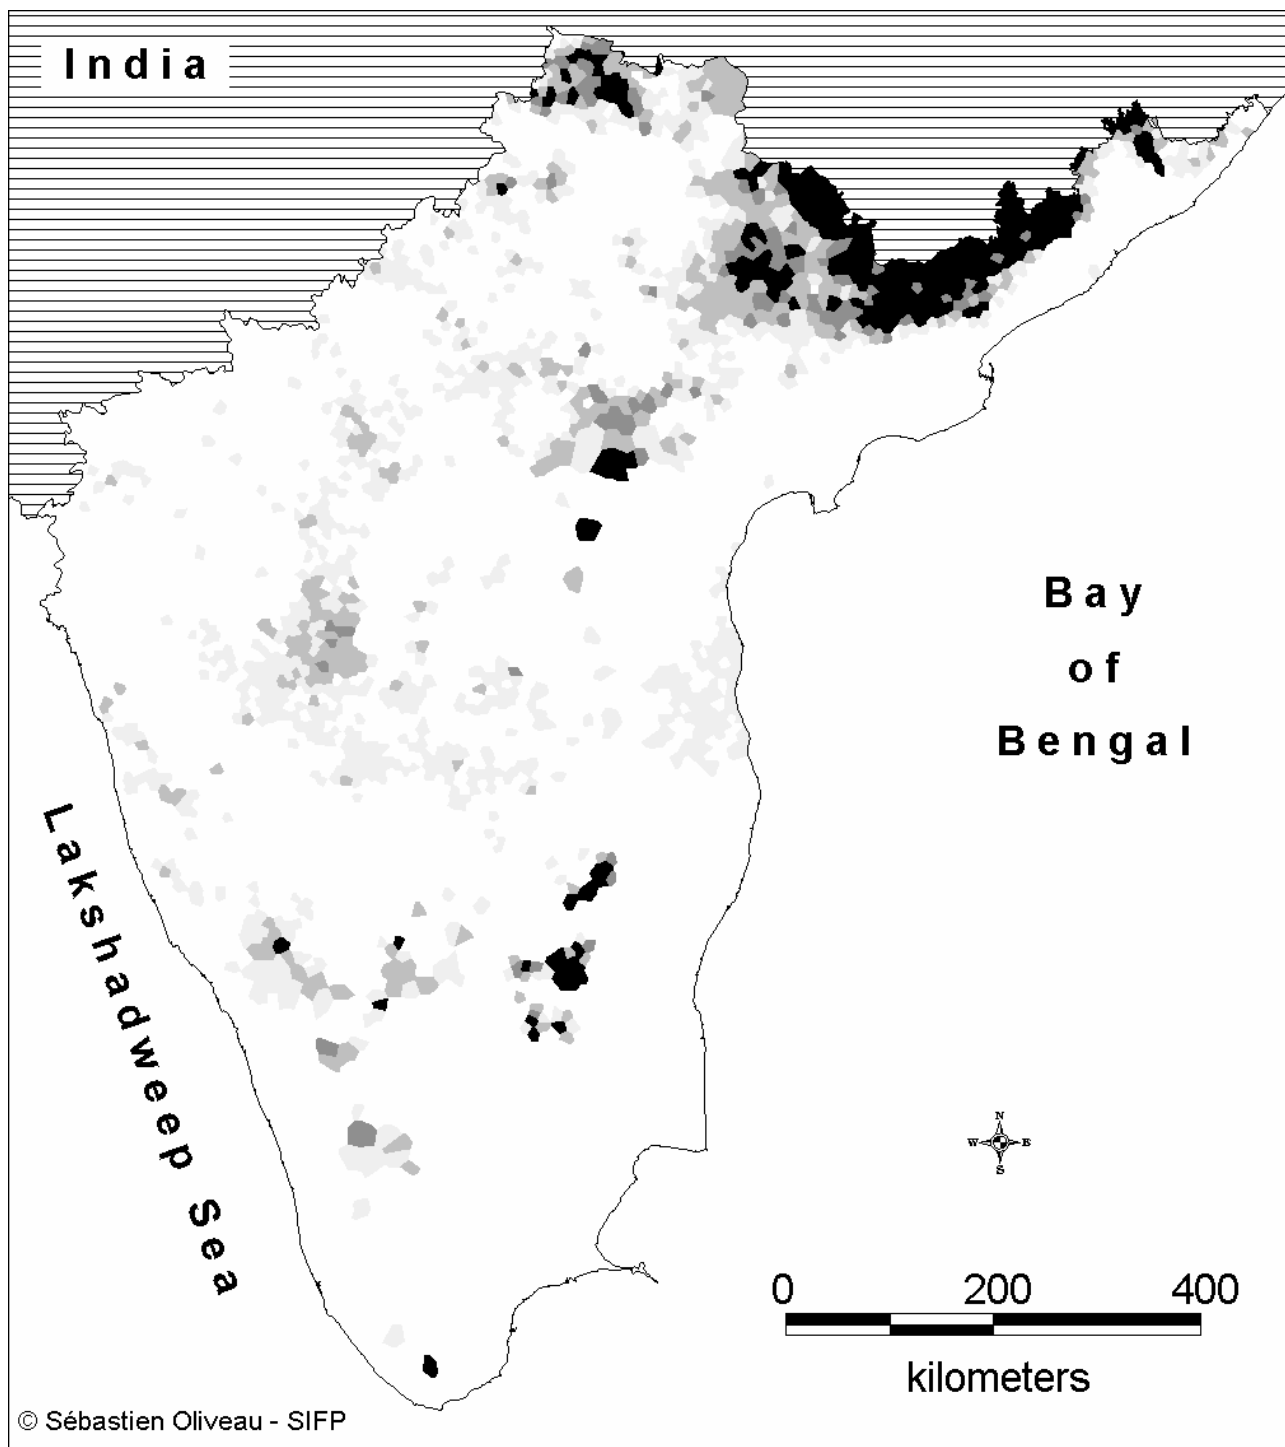 India
Bay
of
Bengal
Lakshadweep Sea
N
W E
S
0 200 400
kilometers
© Sébastien Oliveau - SIFP